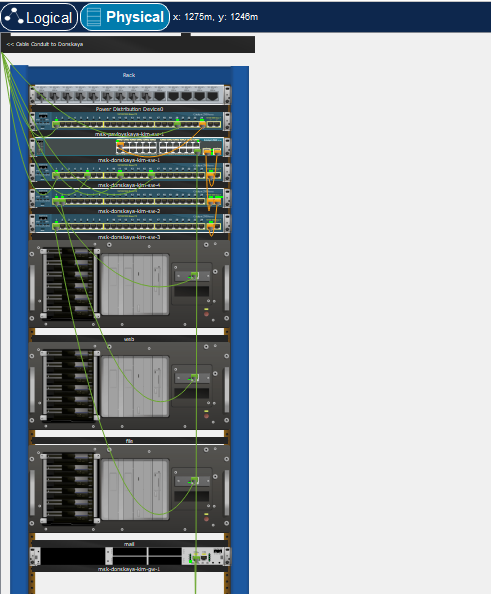 Logical Physical x: 1275m, y: 1246m
<< Cable Conduit to Donskaya
Rack
Power Distribution Device0
msk-pavlovskaya-kim-sw-1
msk-donskaya-kim-sw-1
msk-donskaya-kim-sw-4
msk-donskaya-kim-sw-2
msk-donskaya-kim-sw-3
web
file
mail
msk-donskaya-kim-gw-1